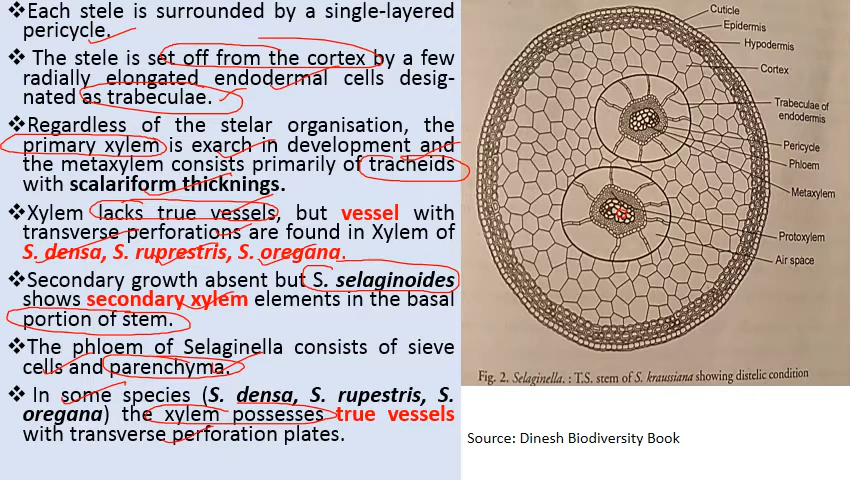 ❖ Each stele is surrounded by a single-layered
pericycle.
❖ The stele is set off from the cortex by a few
radially elongated endodermal cells desig-
nated as trabeculae.
❖ Regardless of the stelar organisation, the
primary xylem is exarch in development and
the metaxylem consists primarily of tracheids
with scalariform thicknings.
❖ Xylem lacks true vessels, but vessel with
transverse perforations are found in Xylem of
S. densa, S. ruprestris, S. oregana.
❖ Secondary growth absent but S. selaginoides
shows secondary xylem elements in the basal
portion of stem.
❖ The phloem of Selaginella consists of sieve
cells and parenchyma.
❖ In some species (S. densa, S. rupestris, S.
oregana) the xylem possesses true vessels
with transverse perforation plates.
Cuticle
Epidermis
Hypodermis
Cortex
Trabeculae of
endodermis
Pericycle
Phloem
Metaxylem
Protoxylem
Air space
Fig. 2. Selaginella. : T.S. stem of S. kraussiana showing distelic condition
Source: Dinesh Biodiversity Book